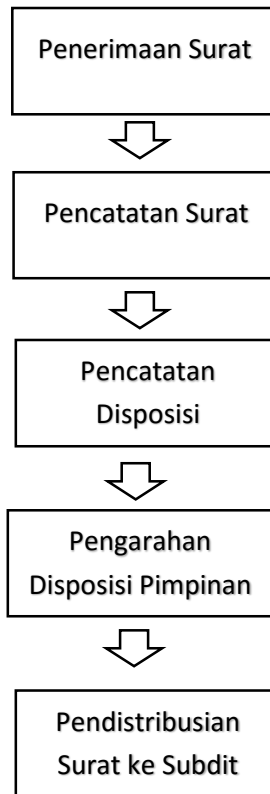 Penerimaan Surat
Pencatatan Surat
Pencatatan
Disposisi
Pengarahan
Disposisi Pimpinan
Pendistribusian
Surat ke Subdit